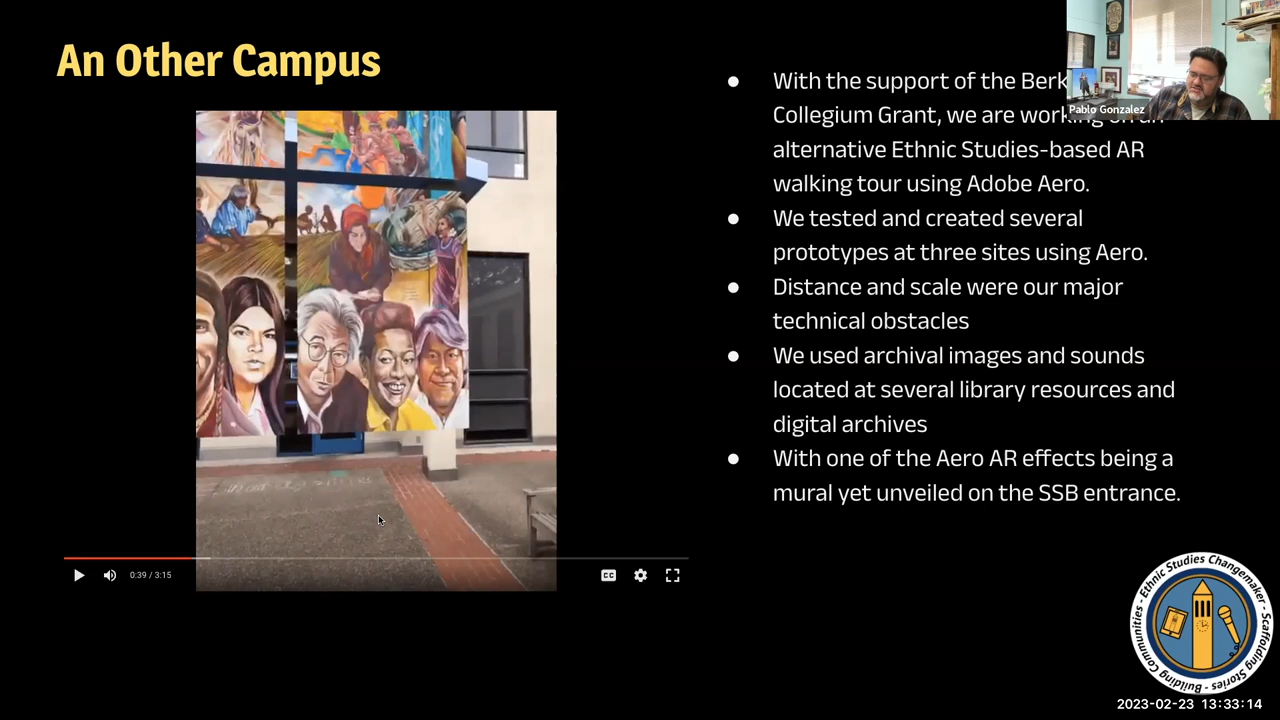 An Other Campus
● With the support of the Berk
Collegium Grant, we are working on an
alternative Ethnic Studies-based AR
walking tour using Adobe Aero.
● We tested and created several
prototypes at three sites using Aero.
● Distance and scale were our major
technical obstacles
● We used archival images and sounds
located at several library resources and
digital archives
● With one of the Aero AR effects being a
mural yet unveiled on the SSB entrance.
Pablo Gonzalez
0:39 / 3:15
CC
Ethnic Studies Changemaker - Scaffolding Stories - Building Communities -
2023-02-23 13:33:14